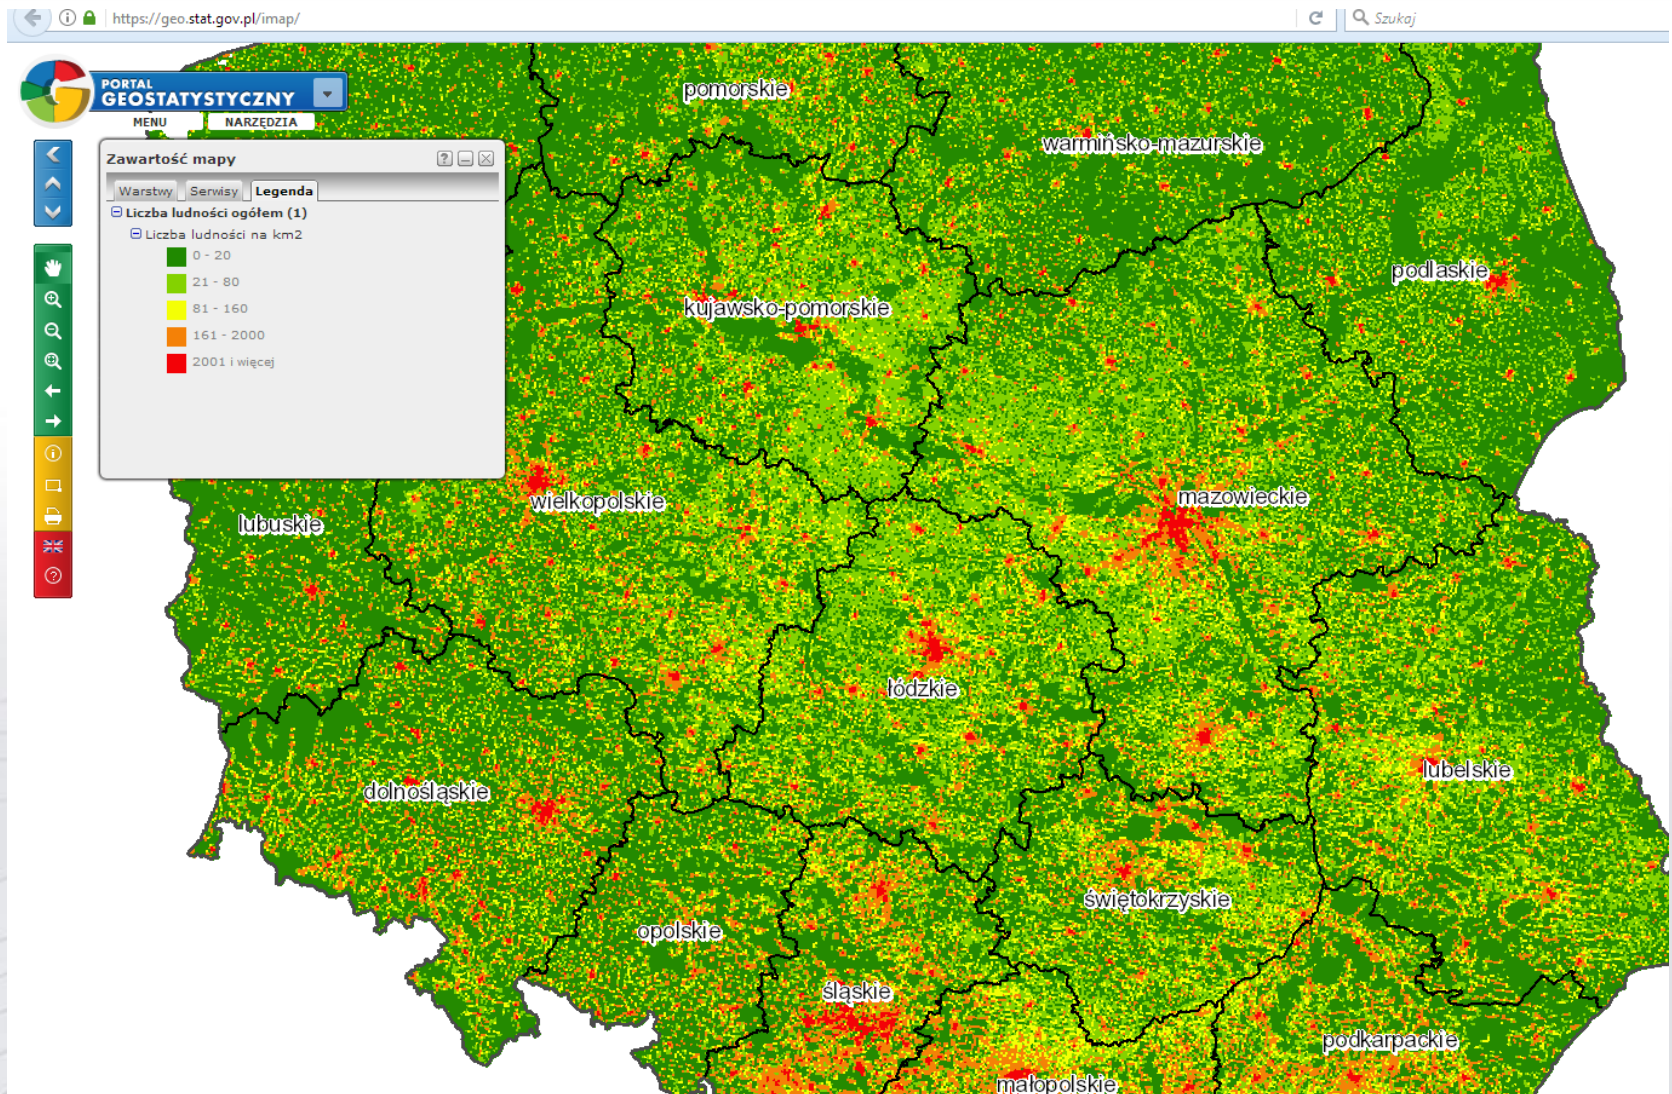 https://geo.stat.gov.pl/imap/
Szukaj
PORTAL
GEOSTATYSTYCZNY
MENU
NARZĘDZIA
Zawartość mapy
Warstwy
Serwisy
Legenda
Liczba ludności ogółem (1)
Liczba ludności na km2
0 - 20
21 - 80
81 - 160
161 - 2000
2001 i więcej
pomorskie
warmińsko-mazurskie
podlaskie
kujawsko-pomorskie
mazowieckie
wielkopolskie
lubuskie
łódzkie
lubelskie
dolnośląskie
świętokrzyskie
opolskie
śląskie
podkarpackie
małopolskie